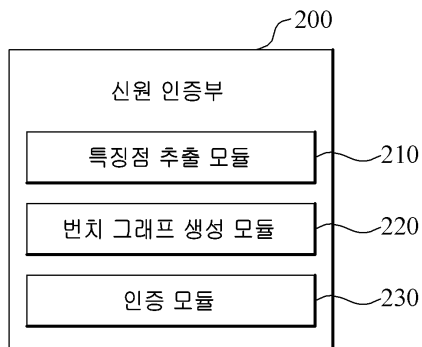 200
신원 인증부
특징점 추출 모듈 210
번치 그래프 생성 모듈 220
인증 모듈 230